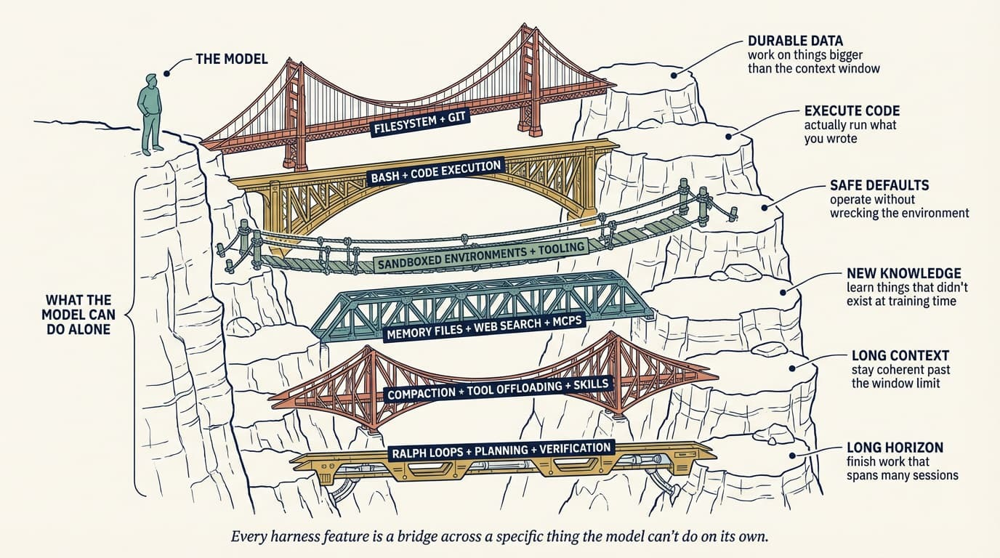 THE MODEL
DURABLE DATA
work on things bigger
than the context window
FILESYSTEM + GIT
EXECUTE CODE
actually run what
you wrote
BASH + CODE EXECUTION
SAFE DEFAULTS
operate without
wrecking the environment
SANDBOXED ENVIRONMENTS + TOOLING
NEW KNOWLEDGE
learn things that didn't
exist at training time
WHAT THE
MODEL CAN
DO ALONE
MEMORY FILES + WEB SEARCH + MCPS
LONG CONTEXT
stay coherent past
the window limit
COMPACTION + TOOL OFFLOADING + SKILLS
LONG HORIZON
finish work that
spans many sessions
RALPH LOOPS + PLANNING + VERIFICATION
Every harness feature is a bridge across a specific thing the model can't do on its own.